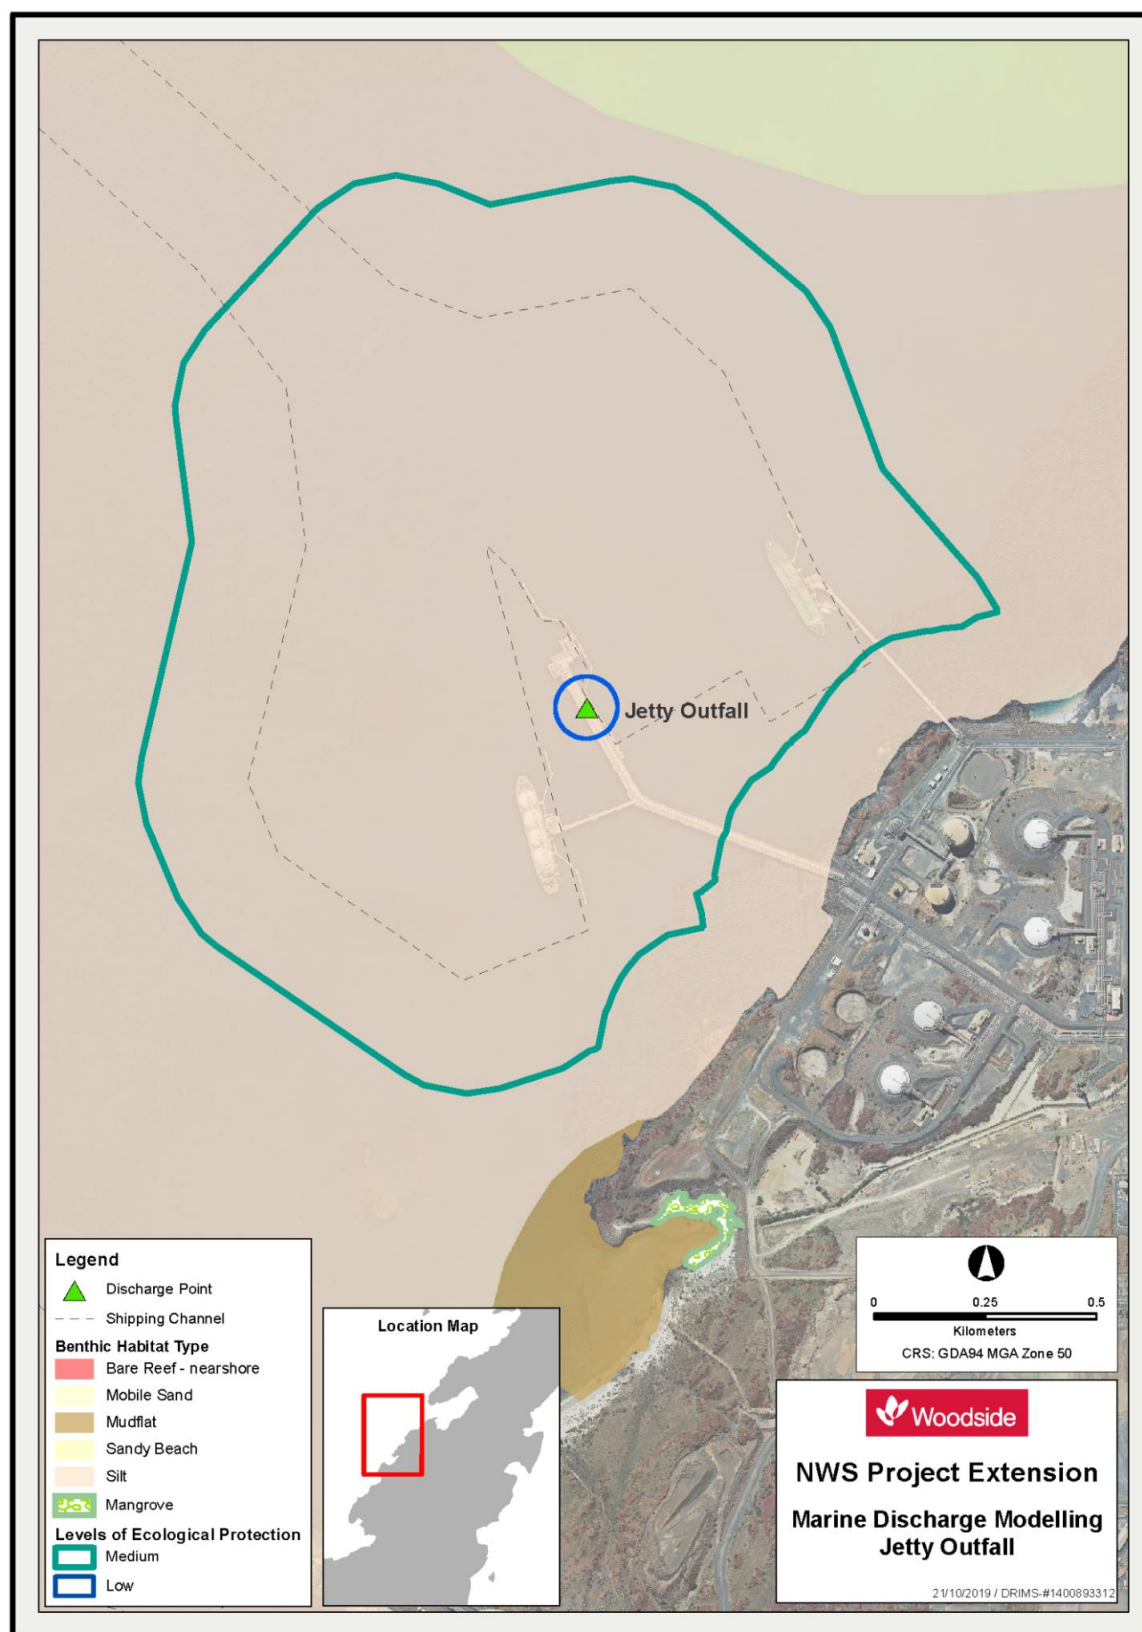 Jetty Outfall
Legend
Discharge Point
Shipping Channel
Benthic Habitat Type
Bare Reef - nearshore
Mobile Sand
Mudflat
Sandy Beach
Silt
Mangrove
Levels of Ecological Protection
Medium
Low
Location Map
0 0.25 0.5
Kilometers
CRS: GDA94 MGA Zone 50
Woodside
NWS Project Extension
Marine Discharge Modelling
Jetty Outfall
21/10/2019 / DRIMS-#1400893312